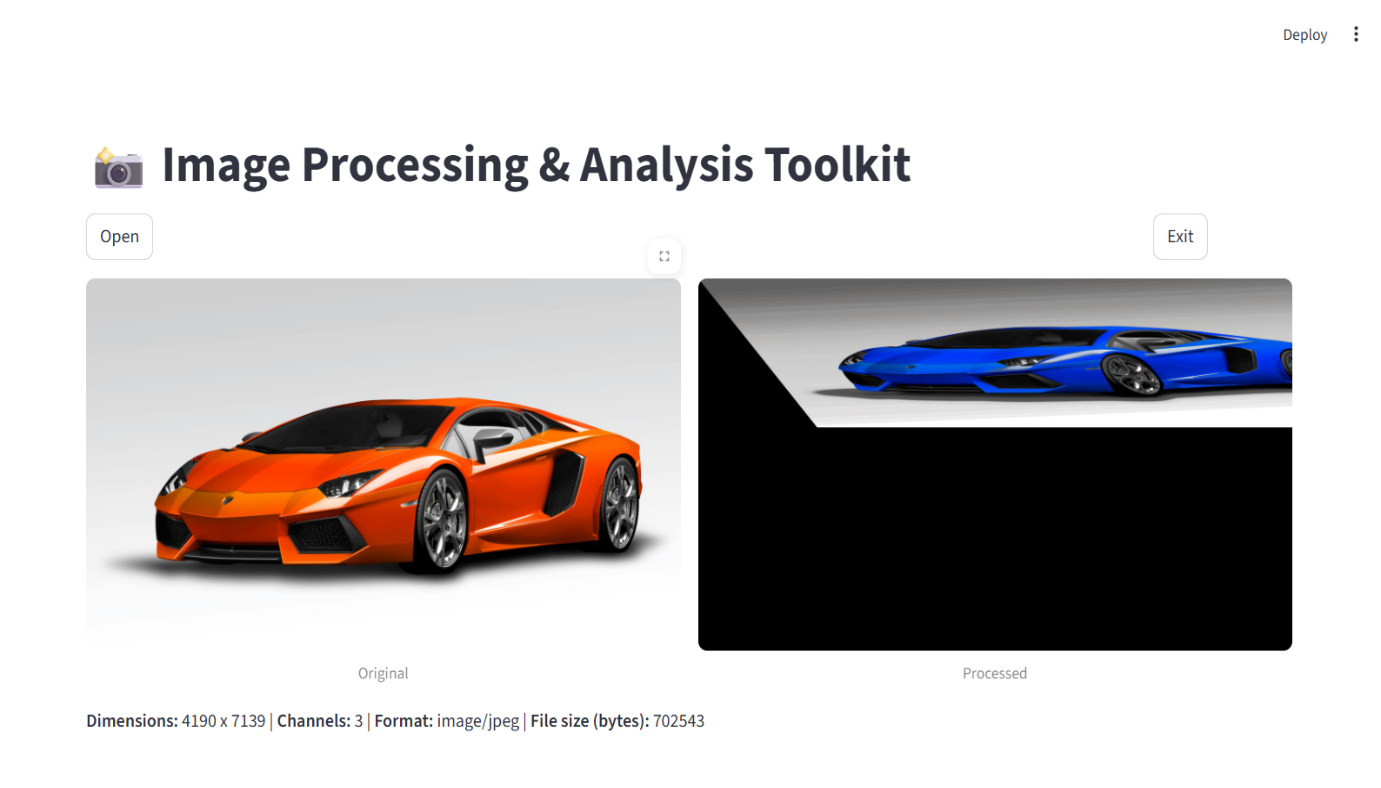 Deploy
Image Processing & Analysis Toolkit
Open
Exit
Original
Processed
Dimensions: 4190 x 7139 | Channels: 3 | Format: image/jpeg | File size (bytes): 702543